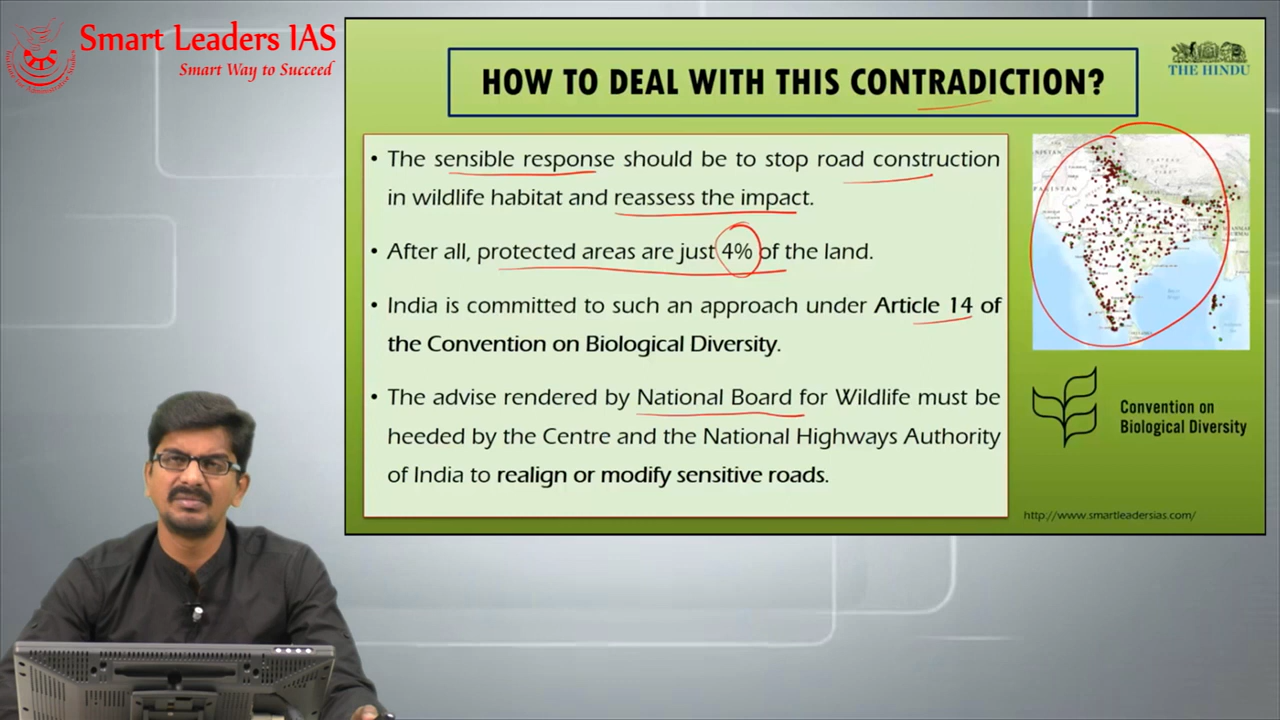 Smart Leaders IAS
Smart Way to Succeed
HOW TO DEAL WITH THIS CONTRADICTION?
THE HINDU
• The sensible response should be to stop road construction
in wildlife habitat and reassess the impact.
• After all, protected areas are just 4% of the land.
• India is committed to such an approach under Article 14 of
the Convention on Biological Diversity.
• The advise rendered by National Board for Wildlife must be
heeded by the Centre and the National Highways Authority
of India to realign or modify sensitive roads.
Convention on
Biological Diversity
http://www.smartleadersias.com/